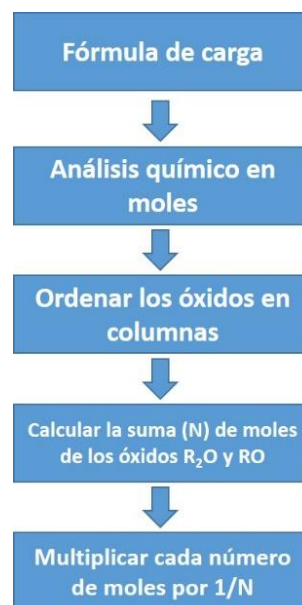 Fórmula de carga
Análisis químico en
moles
Ordenar los óxidos en
columnas
Calcular la suma (N) de moles
de los óxidos R₂O y RO
Multiplicar cada número
de moles por 1/N